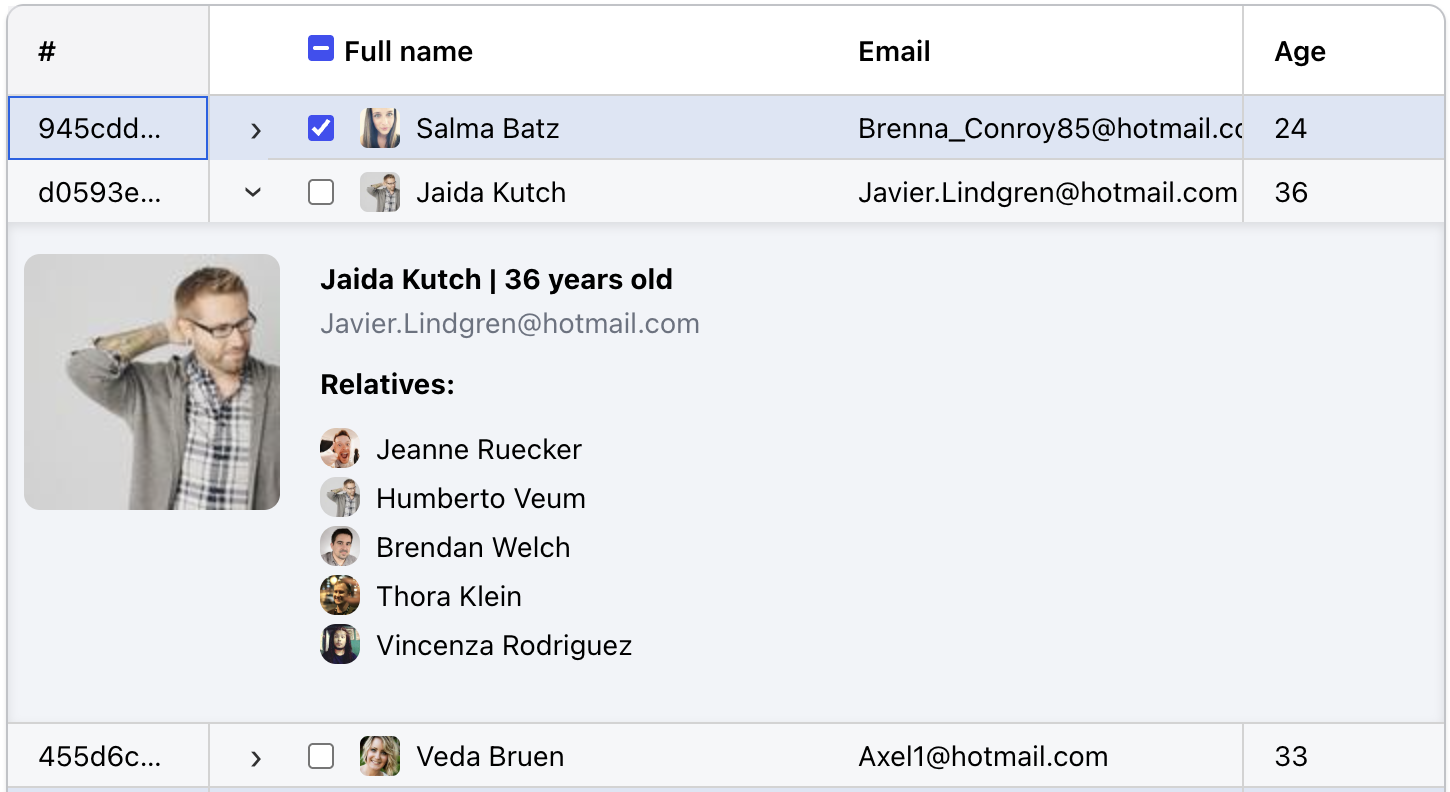 # Full name Email Age
945cdd... Salma Batz Brenna_Conroy85@hotmail.co 24
d0593e... Jaida Kutch Javier.Lindgren@hotmail.com 36
Jaida Kutch | 36 years old
Javier.Lindgren@hotmail.com
Relatives:
Jeanne Ruecker
Humberto Veum
Brendan Welch
Thora Klein
Vincenza Rodriguez
455d6c... Veda Bruen Axel1@hotmail.com 33